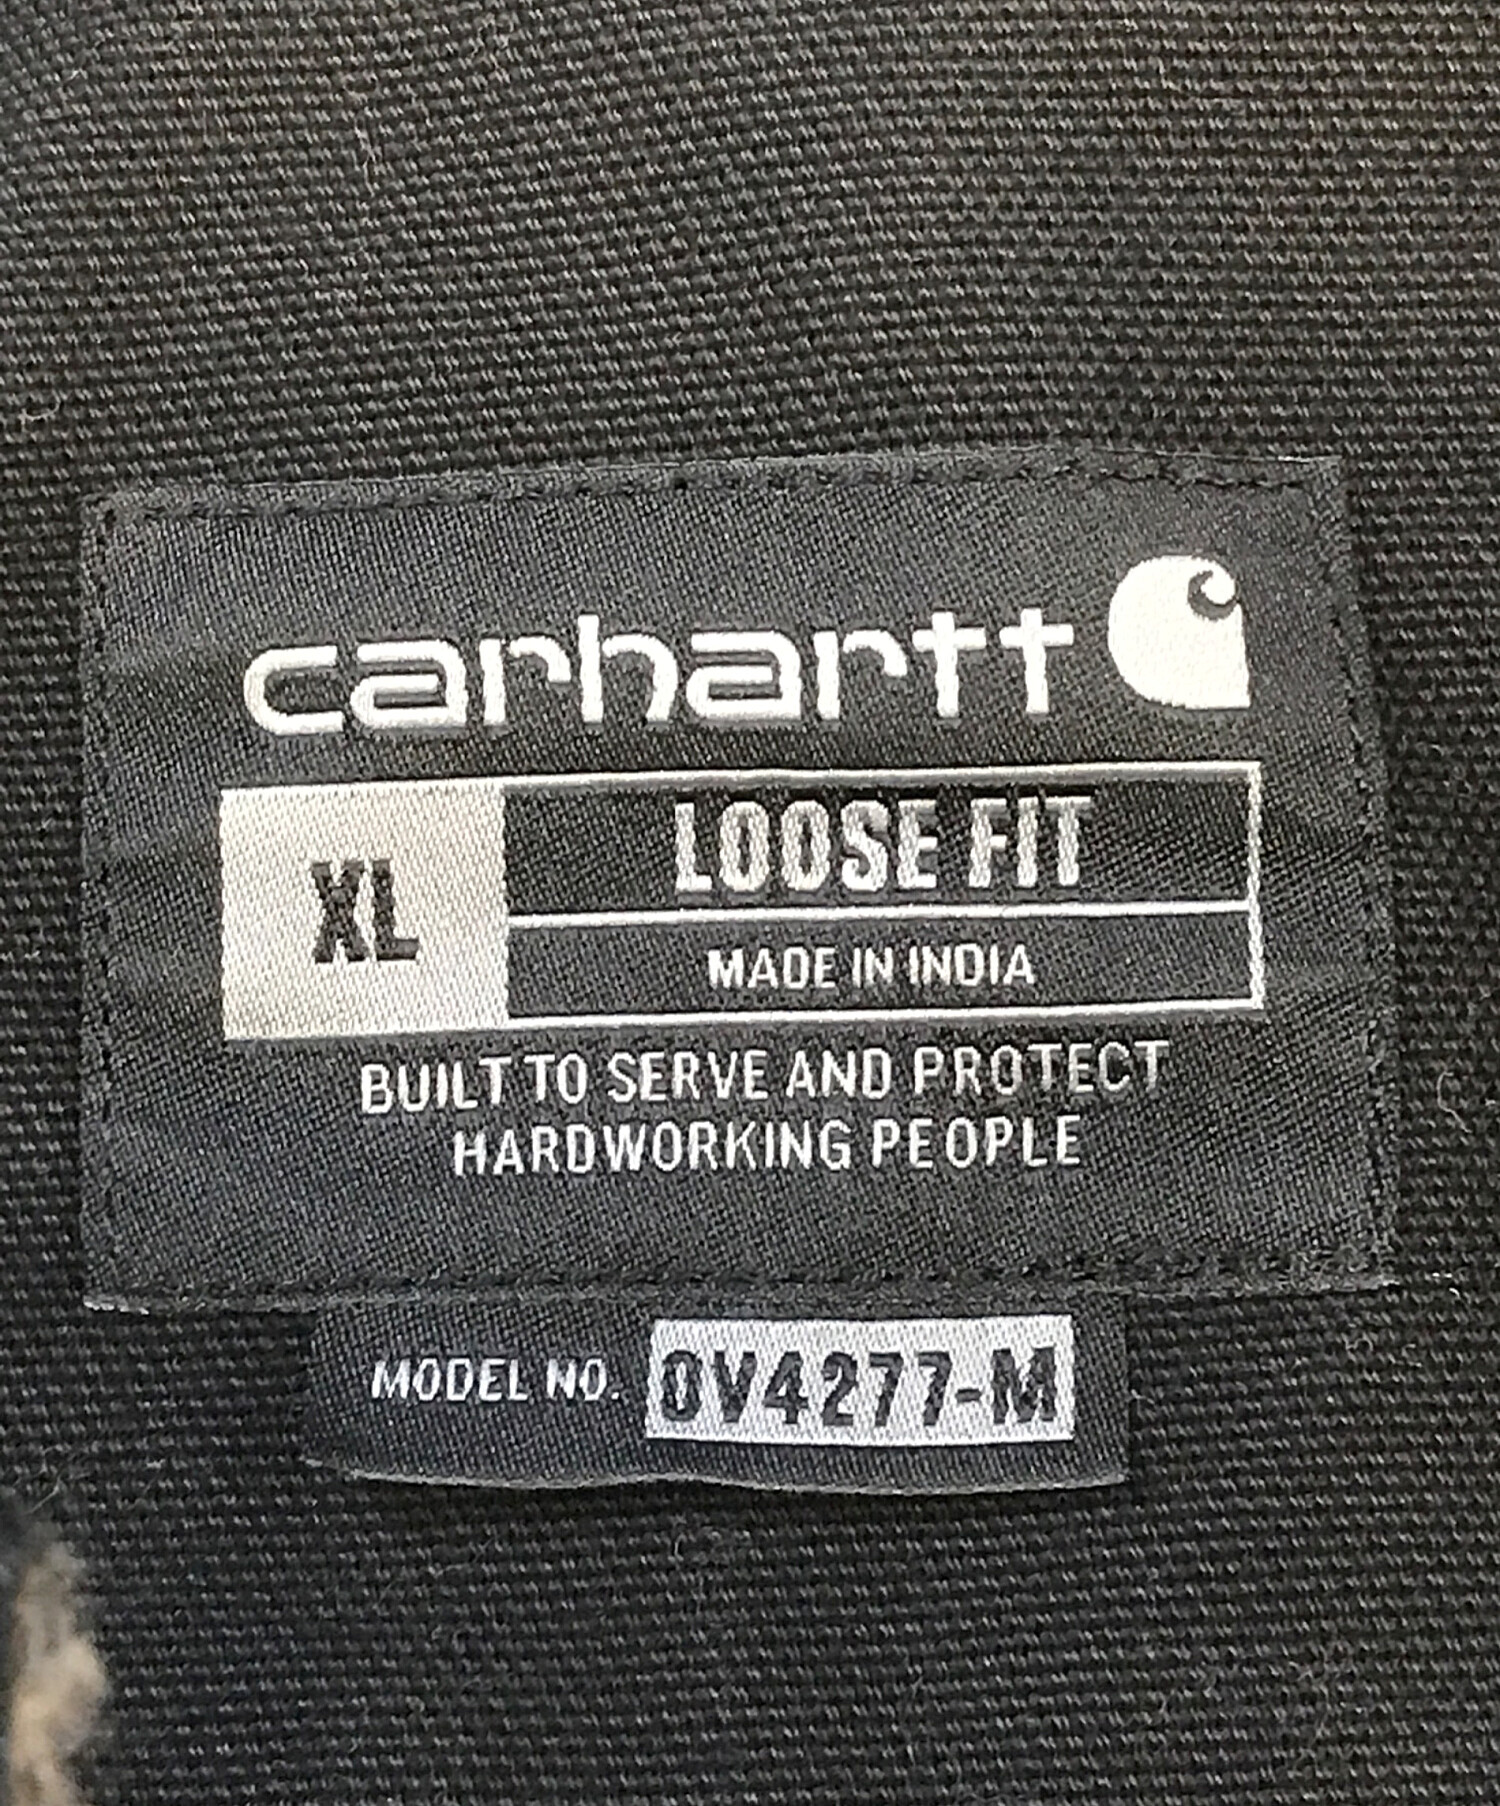 carhartt
XL
LOOSE FIT
MADE IN INDIA
BUILT TO SERVE AND PROTECT
HARDWORKING PEOPLE
MODEL NO. OV4277-M